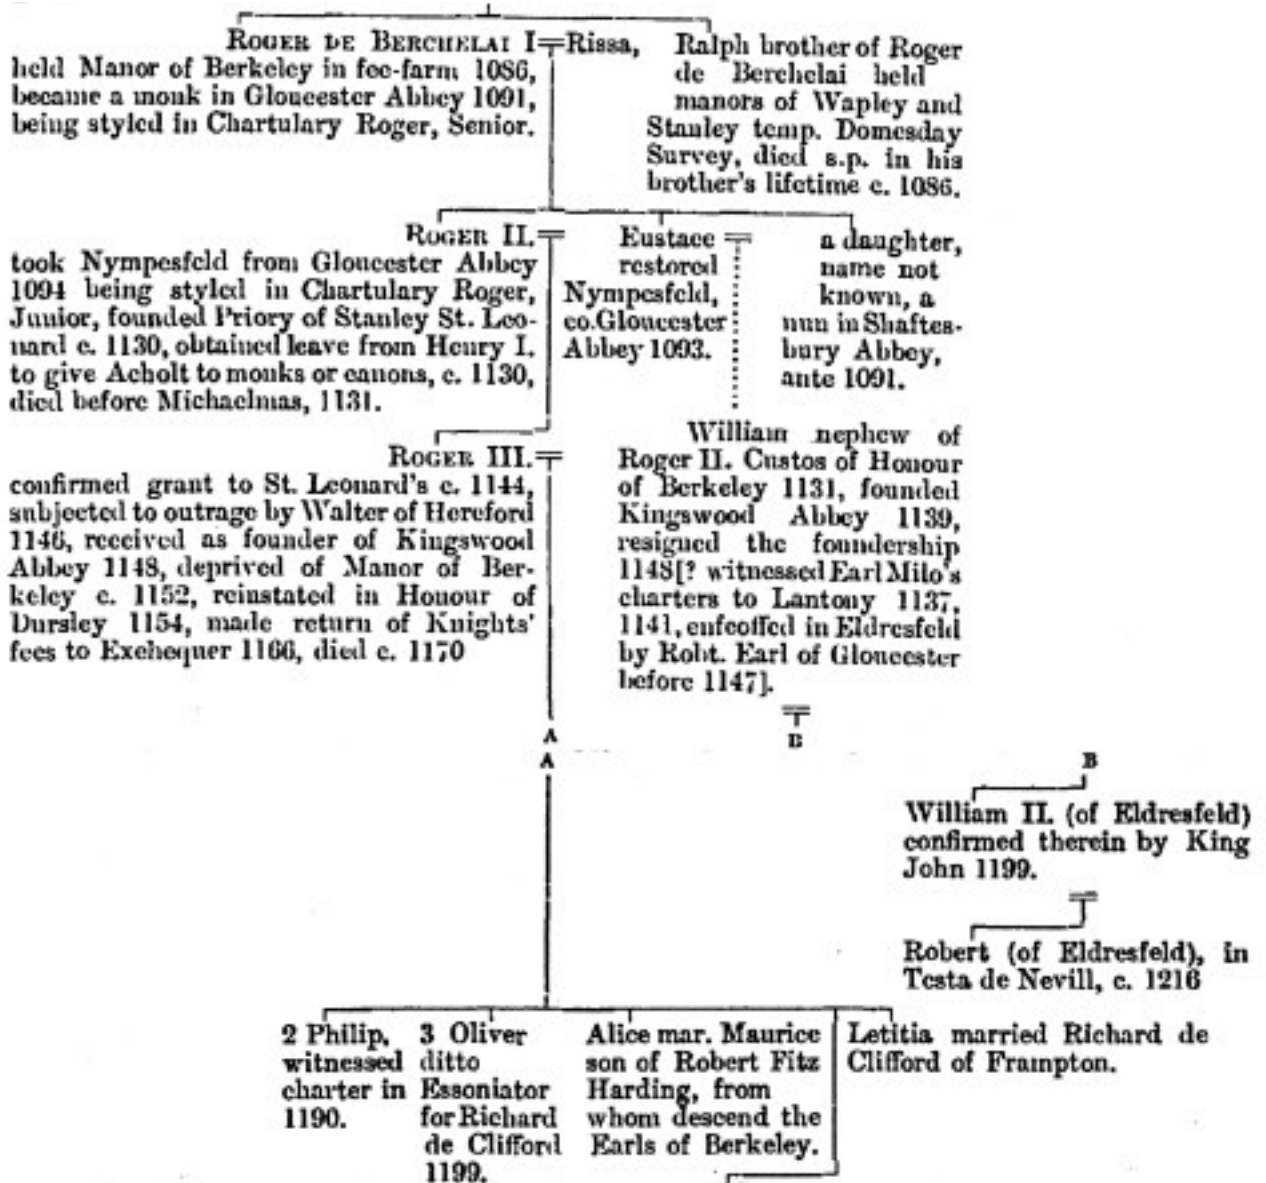 ROGER DE BERCHELAI I
held Manor of Berkeley in fee-farm 1086,
became a monk in Gloucester Abbey 1091,
being styled in Chartulary Roger, Senior.
Rissa,
Ralph brother of Roger
de Berchelai held
manors of Wapley and
Stanley temp. Domesday
Survey, died s.p. in his
brother's lifetime c. 1086.
ROGER II.
took Nympesfeld from Gloucester Abbey
1094 being styled in Chartulary Roger,
Junior, founded Priory of Stanley St. Leo-
nard c. 1130, obtained leave from Henry I.
to give Acholt to monks or canons, c. 1130,
died before Michaelmas, 1131.
Eustace
restored
Nympesfeld,
co. Gloucester
Abbey 1093.
a daughter,
name not
known, a
nun in Shaftes-
bury Abbey,
ante 1091.
ROGER III.
confirmed grant to St. Leonard's c. 1144,
subjected to outrage by Walter of Hereford
1146, received as founder of Kingswood
Abbey 1148, deprived of Manor of Ber-
keley c. 1152, reinstated in Honour of
Dursley 1154, made return of Knights'
fees to Exchequer 1166, died c. 1170
William nephew of
Roger II. Custos of Honour
of Berkeley 1131, founded
Kingswood Abbey 1139,
resigned the foundership
1148[? witnessed Earl Milo's
charters to Lantony 1137,
1141, enfeoffed in Eldresfeld
by Robt. Earl of Gloucester
before 1147].
A
B
A
B
William II. (of Eldresfeld)
confirmed therein by King
John 1199.
Robert (of Eldresfeld), in
Testa de Nevill, c. 1216
2 Philip,
witnessed
charter in
1190.
3 Oliver
ditto
Essoniator
for Richard
de Clifford
1199.
Alice mar. Maurice
son of Robert Fitz
Harding, from
whom descend the
Earls of Berkeley.
Letitia married Richard de
Clifford of Frampton.